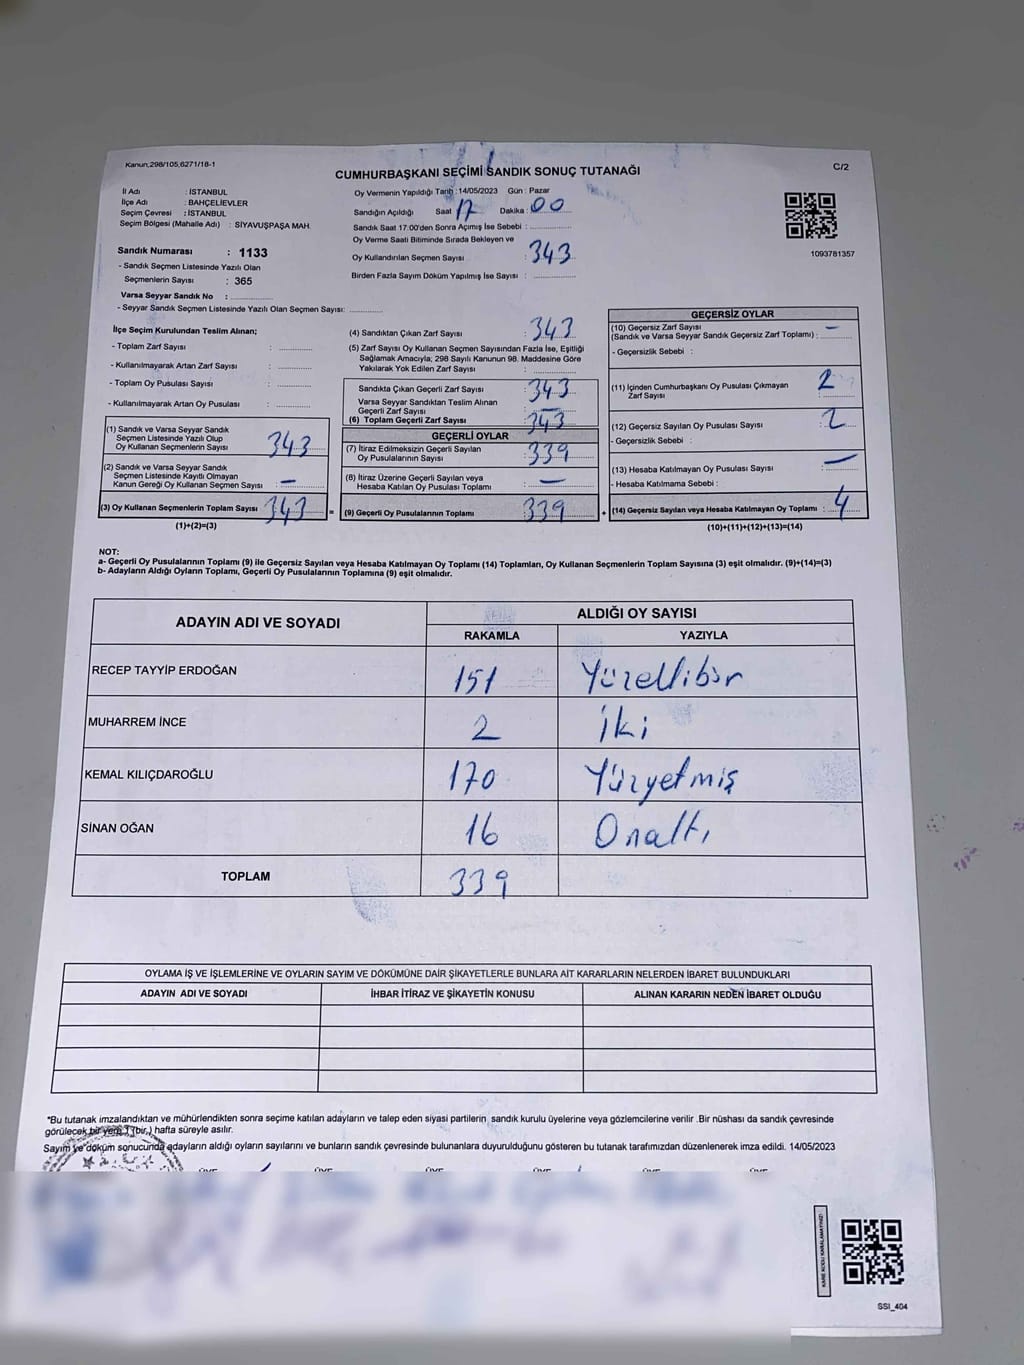 Kanun,298/105,6271/18-1
C/2
CUMHURBAŞKANI SEÇİMİ SANDIK SONUÇ TUTANAĞI
İl Adı : İSTANBUL
İlçe Adı : BAHÇELİEVLER
Seçim Çevresi : İSTANBUL
Seçim Bölgesi (Mahalle Adı) : SİYAVUŞPAŞA MAH.
Sandık Numarası : 1133
- Sandık Seçmen Listesinde Yazılı Olan
Seçmenlerin Sayısı : 365
Varsa Seyyar Sandık No :
- Seyyar Sandık Seçmen Listesinde Yazılı Olan Seçmen Sayısı:
Oy Vermenin Yapıldığı Tarih :14/05/2023 Gün : Pazar
Sandığın Açıldığı Saat 17 Dakika : 00
Sandık Saat 17.00'den Sonra Açımış İse Sebebi :
Oy Verme Saati Bitiminde Sırada Bekleyen ve
Oy Kullandırılan Seçmen Sayısı : 343
Birden Fazla Sayım Döküm Yapılmış İse Sayısı :
1093781357
İlçe Seçim Kurulundan Teslim Alınan;
- Toplam Zarf Sayısı :
- Kullanılmayarak Artan Zarf Sayısı :
- Toplam Oy Pusulası Sayısı :
- Kullanılmayarak Artan Oy Pusulası :
(1) Sandık ve Varsa Seyyar Sandık
Seçmen Listesinde Yazılı Olup
Oy Kullanan Seçmenlerin Sayısı 343
(2) Sandık ve Varsa Seyyar Sandık
Seçmen Listesinde Kayıtlı Olmayan
Kanun Gereği Oy Kullanan Seçmen Sayısı : –
(3) Oy Kullanan Seçmenlerin Toplam Sayısı 343
(1)+(2)=(3)
(4) Sandıktan Çıkan Zarf Sayısı : 343
(5) Zarf Sayısı Oy Kullanan Seçmen Sayısından Fazla İse, Eşitliği
Sağlamak Amacıyla; 298 Sayılı Kanunun 98. Maddesine Göre
Yakılarak Yok Edilen Zarf Sayısı :
Sandıkta Çıkan Geçerli Zarf Sayısı : 343
Varsa Seyyar Sandıktan Teslim Alınan
Geçerli Zarf Sayısı : –
(6) Toplam Geçerli Zarf Sayısı : 343
GEÇERLİ OYLAR
(7) İtiraz Edilmeksizin Geçerli Sayılan
Oy Pusulalarının Sayısı : 339
(8) İtiraz Üzerine Geçerli Sayılan veya
Hesaba Katılan Oy Pusulası Toplamı : –
= (9) Geçerli Oy Pusulalarının Toplamı : 339 +
GEÇERSİZ OYLAR
(10) Geçersiz Zarf Sayısı –
(Sandık ve Varsa Seyyar Sandık Geçersiz Zarf Toplamı) :
- Geçersizlik Sebebi :
(11) İçinden Cumhurbaşkanı Oy Pusulası Çıkmayan : 2
Zarf Sayısı
(12) Geçersiz Sayılan Oy Pusulası Sayısı : 2
- Geçersizlik Sebebi :
(13) Hesaba Katılmayan Oy Pusulası Sayısı : –
- Hesaba Katılmama Sebebi :
(14) Geçersiz Sayılan veya Hesaba Katılmayan Oy Toplamı : 4
(10)+(11)+(12)+(13)=(14)
NOT:
a- Geçerli Oy Pusulalarının Toplamı (9) ile Geçersiz Sayılan veya Hesaba Katılmayan Oy Toplamı (14) Toplamları, Oy Kullanan Seçmenlerin Toplam Sayısına (3) eşit olmalıdır. (9)+(14)=(3)
b- Adayların Aldığı Oyların Toplamı, Geçerli Oy Pusulalarının Toplamına (9) eşit olmalıdır.
ADAYIN ADI VE SOYADI
ALDIĞI OY SAYISI
RAKAMLA YAZIYLA
RECEP TAYYİP ERDOĞAN 151 Yüzellibir
MUHARREM İNCE 2 İki
KEMAL KILIÇDAROĞLU 170 Yüzyetmiş
SİNAN OĞAN 16 Onaltı
TOPLAM 339
OYLAMA İŞ VE İŞLEMLERİNE VE OYLARIN SAYIM VE DÖKÜMÜNE DAİR ŞİKAYETLERLE BUNLARA AİT KARARLARIN NELERDEN İBARET BULUNDUKLARI
ADAYIN ADI VE SOYADI İHBAR İTİRAZ VE ŞİKAYETİN KONUSU ALINAN KARARIN NEDEN İBARET OLDUĞU
*Bu tutanak imzalandıktan ve mühürlendikten sonra seçime katılan adayların ve talep eden siyasi partilerin, sandık kurulu üyelerine veya gözlemcilerine verilir .Bir nüshası da sandık çevresinde
görülecek bir yere 1 (bir,) hafta süreyle asılır.
Sayım ve döküm sonucunda adayların aldığı oyların sayılarını ve bunların sandık çevresinde bulunanlara duyurulduğunu gösteren bu tutanak tarafımızdan düzenlenerek imza edildi. 14/05/2023
KARE KODU KARALAMAYINIZ!
SSI_404